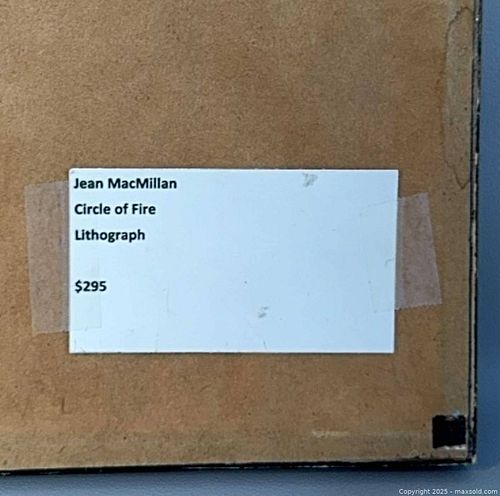 Jean MacMillan
Circle of Fire
Lithograph
$295
Copyright 2025 - maxsold.com